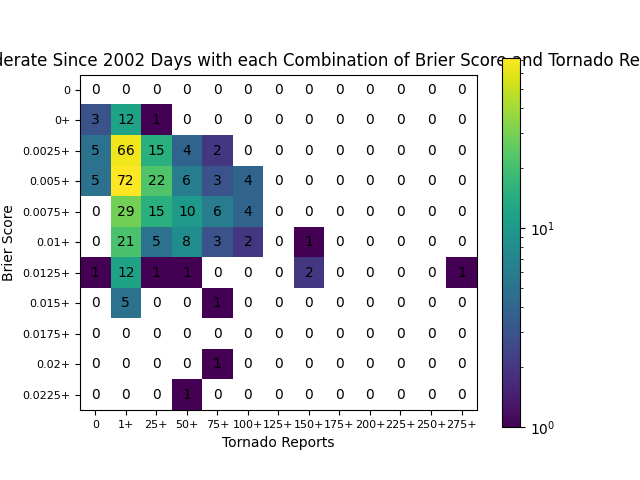 derate Since 2002 Days with each Combination of Brier Score and Tornado Re
Brier Score
0 0 0 0 0 0 0 0 0 0 0 0 0 0
0+ 3 12 1 0 0 0 0 0 0 0 0 0 0
0.0025+ 5 66 15 4 2 0 0 0 0 0 0 0 0
0.005+ 5 72 22 6 3 4 0 0 0 0 0 0 0
0.0075+ 0 29 15 10 6 4 0 0 0 0 0 0 0
0.01+ 0 21 5 8 3 2 0 1 0 0 0 0 0
0.0125+ 1 12 1 1 0 0 0 2 0 0 0 0 1
0.015+ 0 5 0 0 1 0 0 0 0 0 0 0 0
0.0175+ 0 0 0 0 0 0 0 0 0 0 0 0 0
0.02+ 0 0 0 0 1 0 0 0 0 0 0 0 0
0.0225+ 0 0 0 1 0 0 0 0 0 0 0 0 0
0 1+ 25+ 50+ 75+ 100+ 125+ 150+ 175+ 200+ 225+ 250+ 275+
Tornado Reports
10¹
10⁰